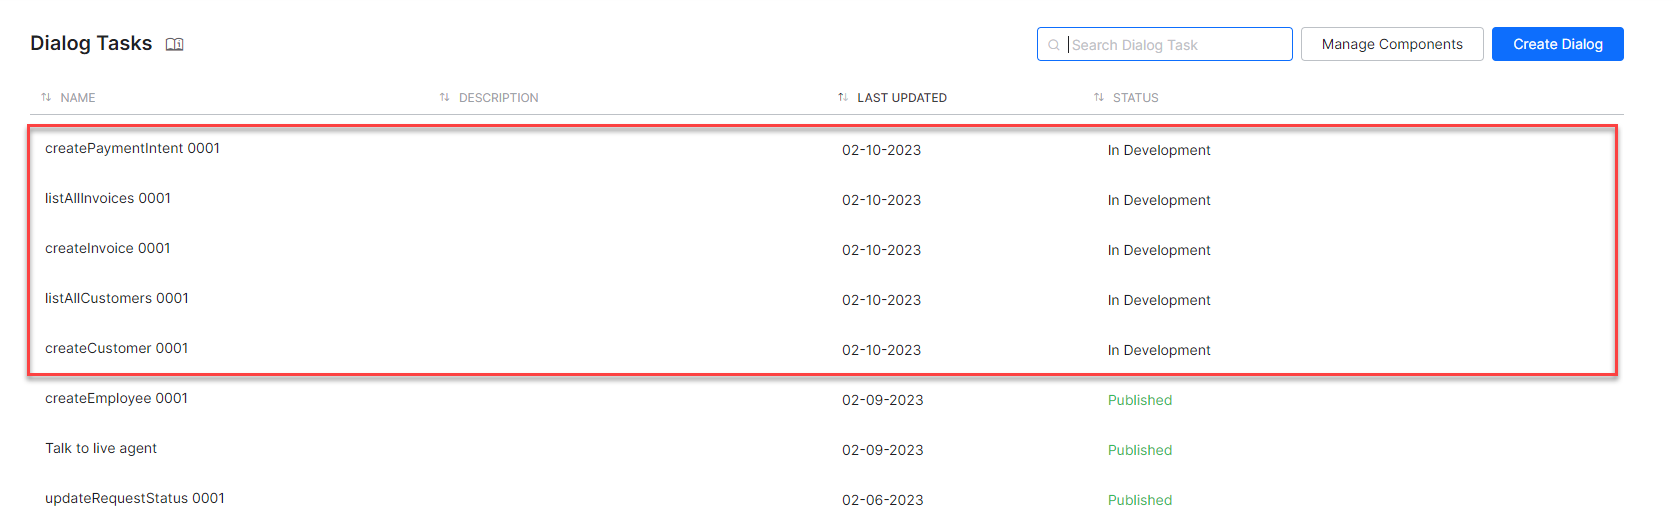 Dialog Tasks
Search Dialog Task
Manage Components
Create Dialog
NAME DESCRIPTION LAST UPDATED STATUS
createPaymentIntent 0001 02-10-2023 In Development
listAllInvoices 0001 02-10-2023 In Development
createInvoice 0001 02-10-2023 In Development
listAllCustomers 0001 02-10-2023 In Development
createCustomer 0001 02-10-2023 In Development
createEmployee 0001 02-09-2023 Published
Talk to live agent 02-09-2023 Published
updateRequestStatus 0001 02-06-2023 Published